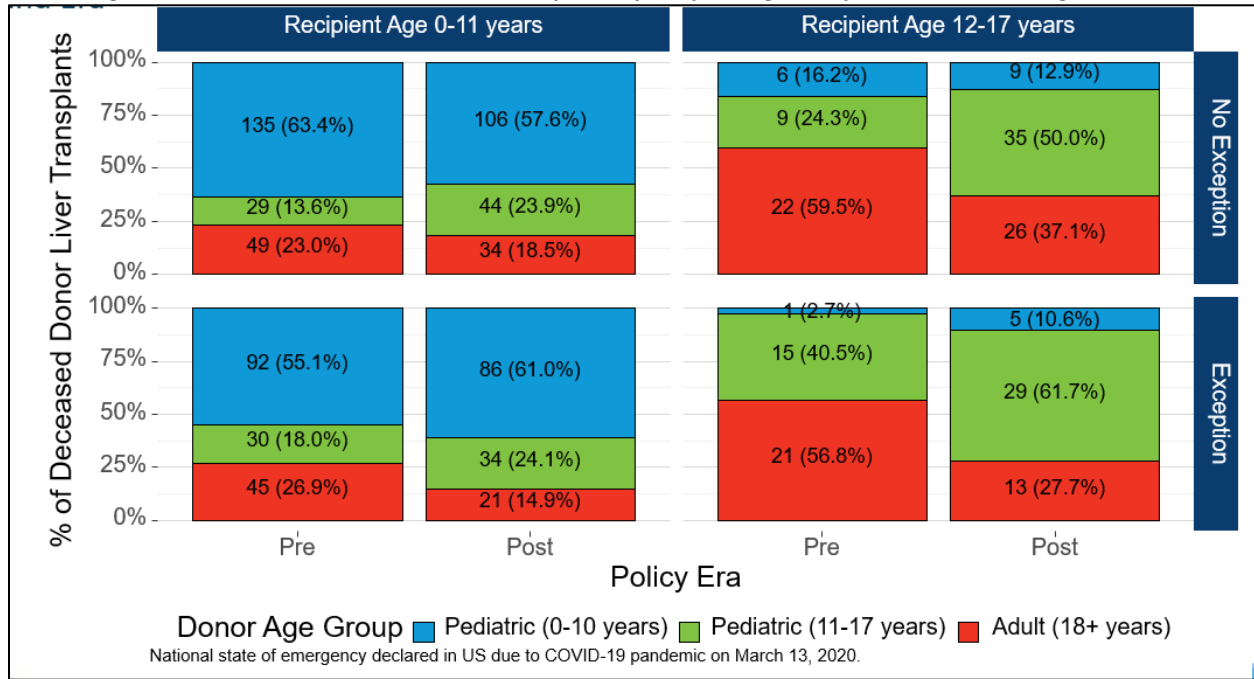 Recipient Age 0-11 years
Recipient Age 12-17 years
% of Deceased Donor Liver Transplants
100%
75%
50%
25%
0%
135 (63.4%)
29 (13.6%)
49 (23.0%)
106 (57.6%)
44 (23.9%)
34 (18.5%)
6 (16.2%)
9 (24.3%)
22 (59.5%)
9 (12.9%)
35 (50.0%)
26 (37.1%)
No Exception
100%
75%
50%
25%
0%
92 (55.1%)
30 (18.0%)
45 (26.9%)
86 (61.0%)
34 (24.1%)
21 (14.9%)
1 (2.7%)
15 (40.5%)
21 (56.8%)
5 (10.6%)
29 (61.7%)
13 (27.7%)
Exception
Pre
Post
Pre
Post
Policy Era
Donor Age Group Pediatric (0-10 years) Pediatric (11-17 years) Adult (18+ years)
National state of emergency declared in US due to COVID-19 pandemic on March 13, 2020.